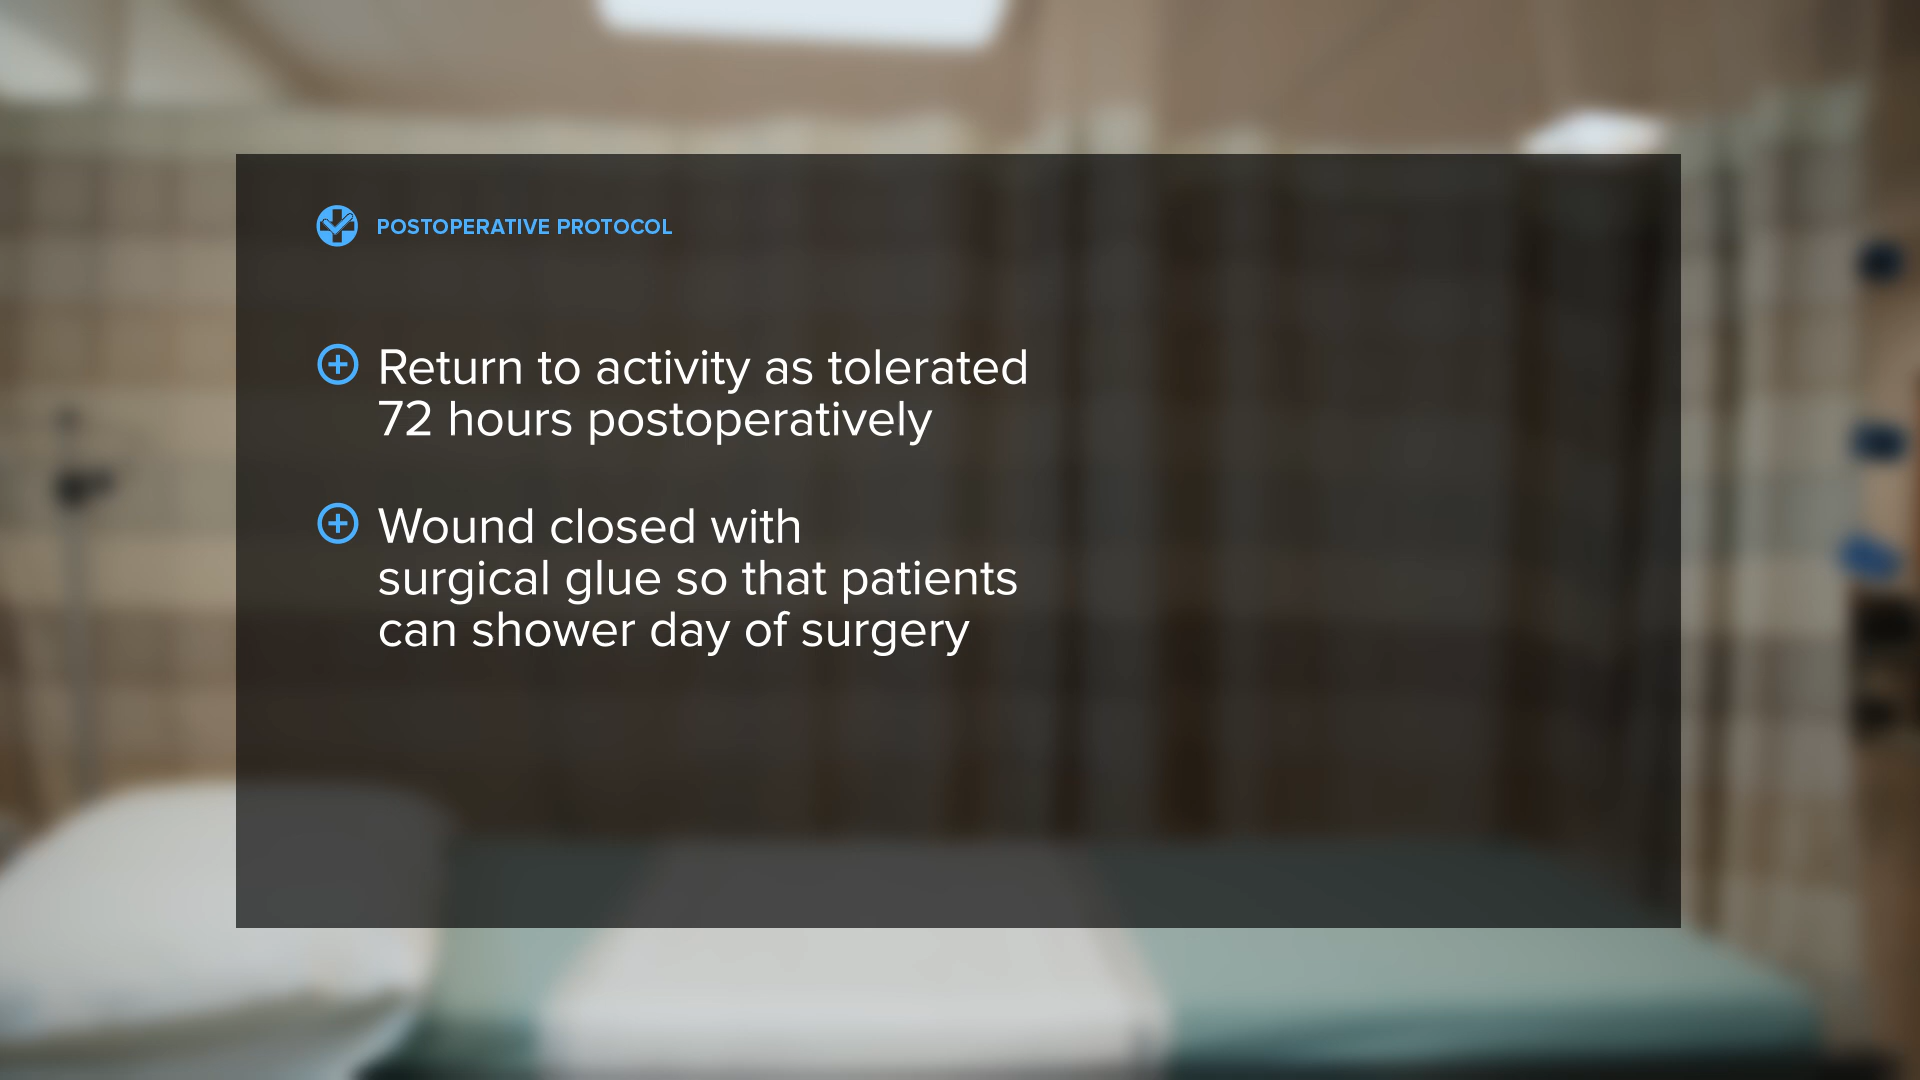 POSTOPERATIVE PROTOCOL
Return to activity as tolerated
72 hours postoperatively
Wound closed with
surgical glue so that patients
can shower day of surgery